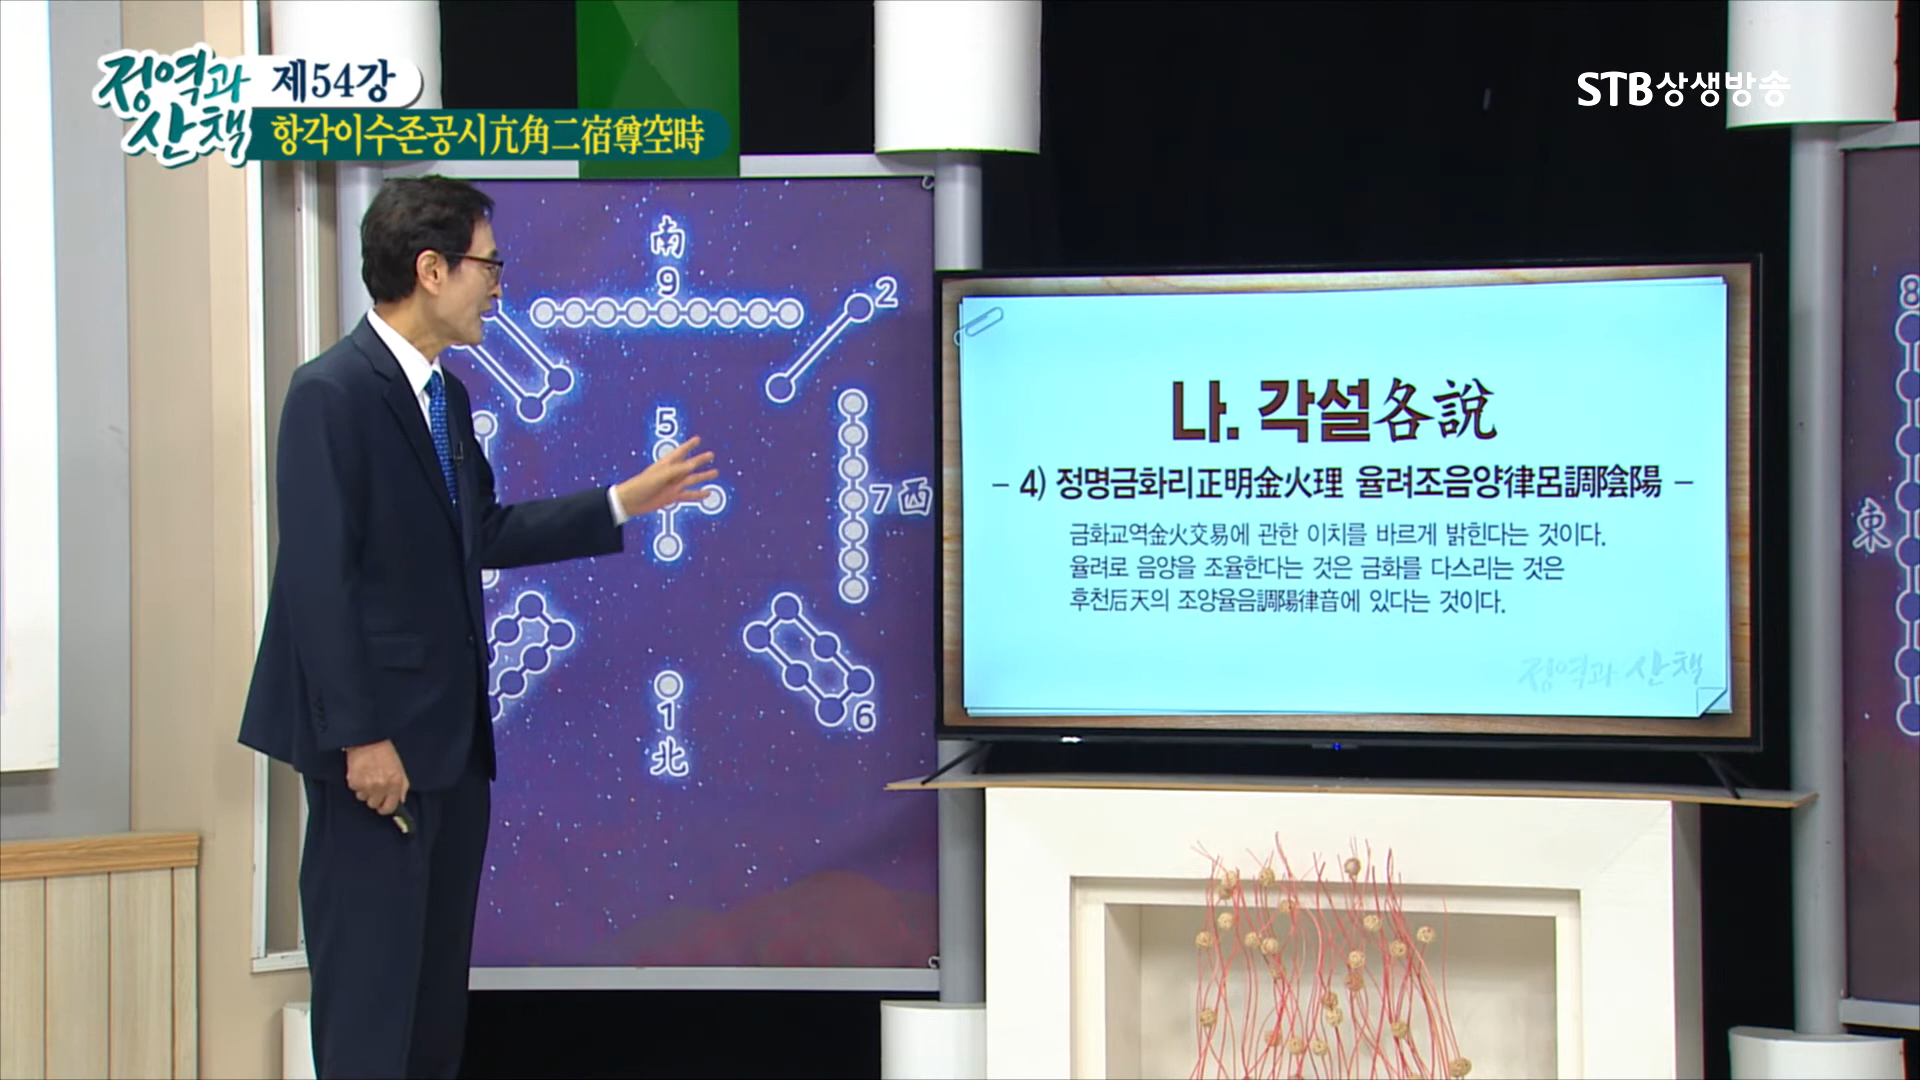 정역과
산책
제54강
항각이수존공시亢角二宿尊空時
STB상생방송
南
9
2
5
7 西
1
北
6
8
東
나. 각설各說
- 4) 정명금화리正明金火理 율려조음양律呂調陰陽 -
금화교역金火交易에 관한 이치를 바르게 밝힌다는 것이다.
율려로 음양을 조율한다는 것은 금화를 다스리는 것은
후천后天의 조양율음調陽律音에 있다는 것이다.
정역과 산책